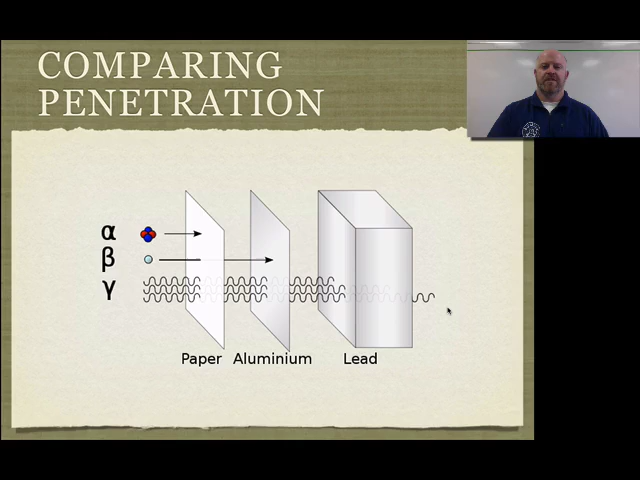 COMPARING
PENETRATION
α
β
γ
Paper Aluminium Lead